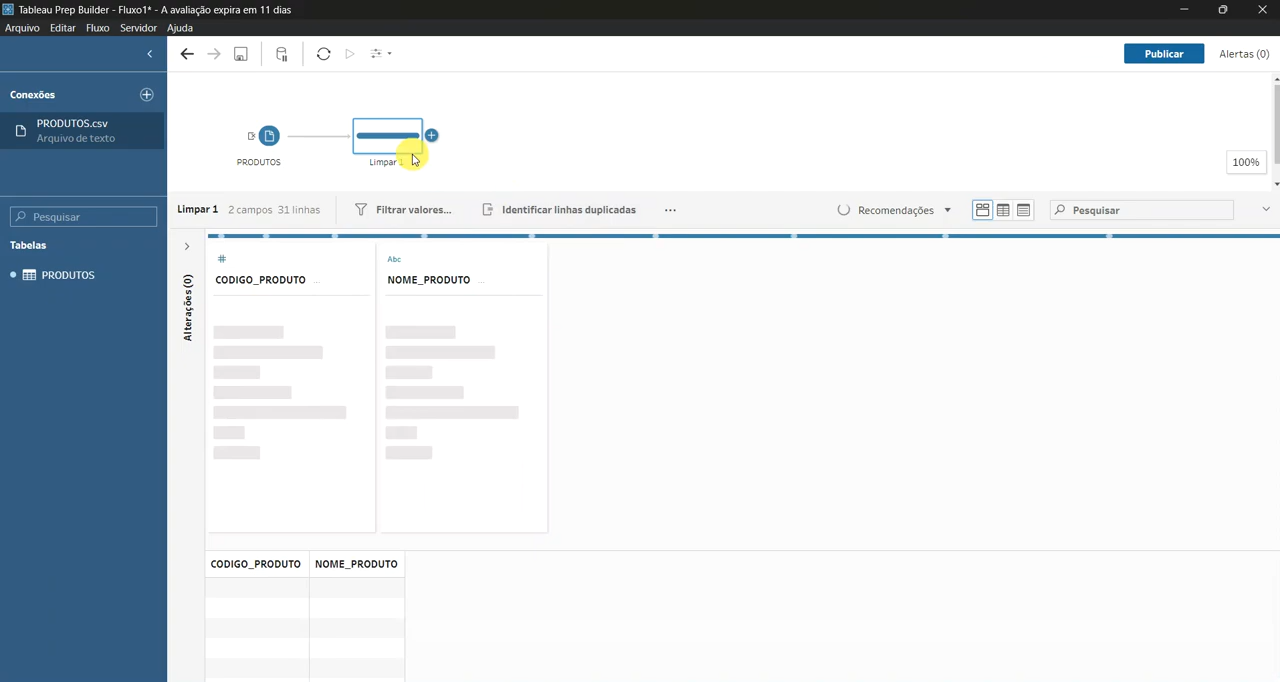 Tableau Prep Builder - Fluxo1* - A avaliação expira em 11 dias
Arquivo Editar Fluxo Servidor Ajuda
Publicar Alertas (0)
Conexões
PRODUTOS.csv
Arquivo de texto
PRODUTOS
Limpar 1
100%
Limpar 1 2 campos 31 linhas Filtrar valores... Identificar linhas duplicadas ... Recomendações Pesquisar
Pesquisar
Tabelas
PRODUTOS
Alterações (0)
# Abc
CODIGO_PRODUTO ... NOME_PRODUTO ...
CODIGO_PRODUTO NOME_PRODUTO